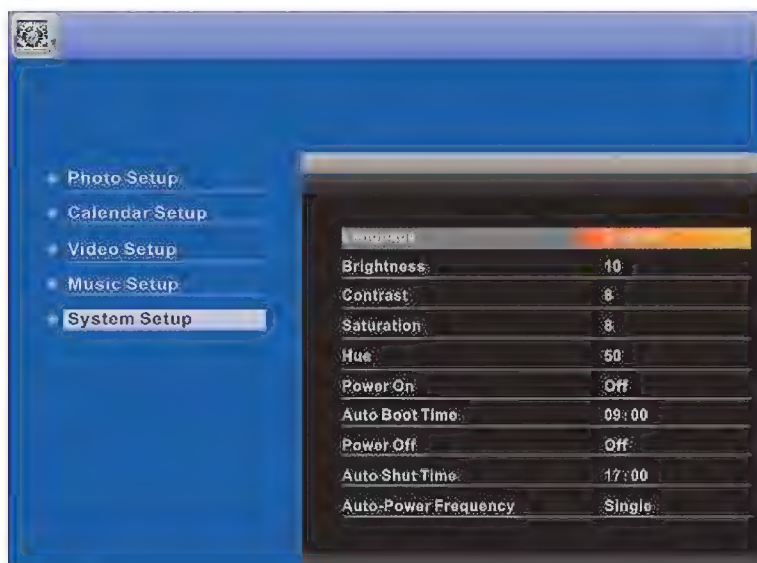 Photo Setup
Calendar Setup
Video Setup
Music Setup
System Setup
Brightness 10
Contrast 8
Saturation 8
Hue 50
Power On Off
Auto Boot Time 09:00
Power Off Off
Auto Shut Time 17:00
Auto-Power Frequency Single